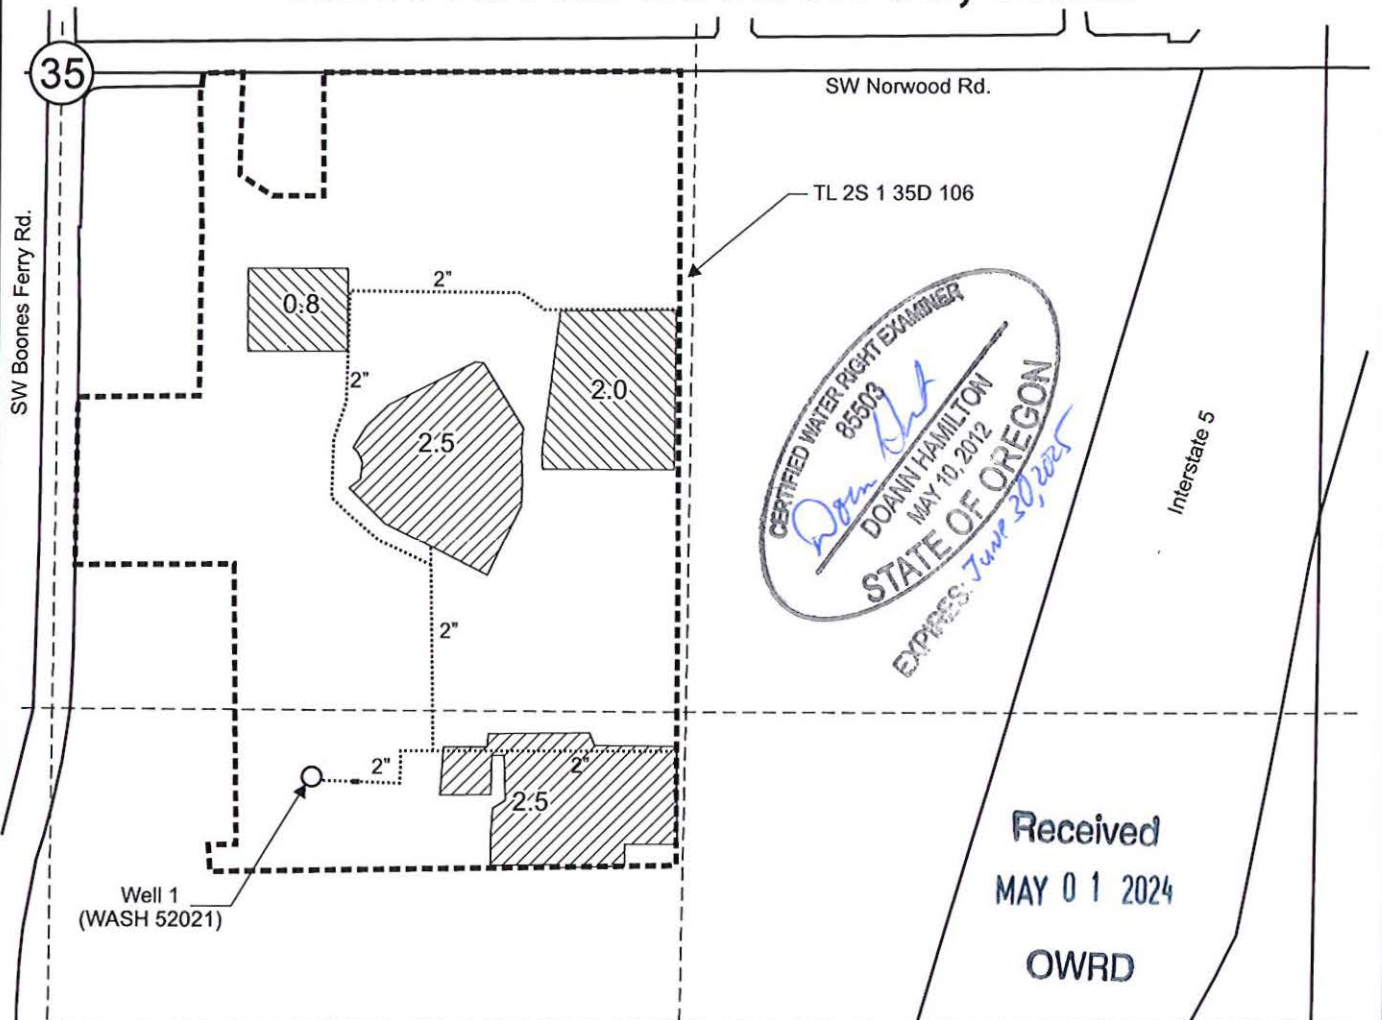 35
SW Norwood Rd.
TL 2S 1 35D 106
SW Boones Ferry Rd.
2"
0.8
2"
2.0
2.5
CERTIFIED WATER RIGHT EXAMINER
85503
DOANN HAMILTON
MAY 10, 2012
STATE OF OREGON
EXPIRES: June 30, 2025
Interstate 5
2"
2"
2"
2.5
Well 1
(WASH 52021)
Received
MAY 01 2024
OWRD